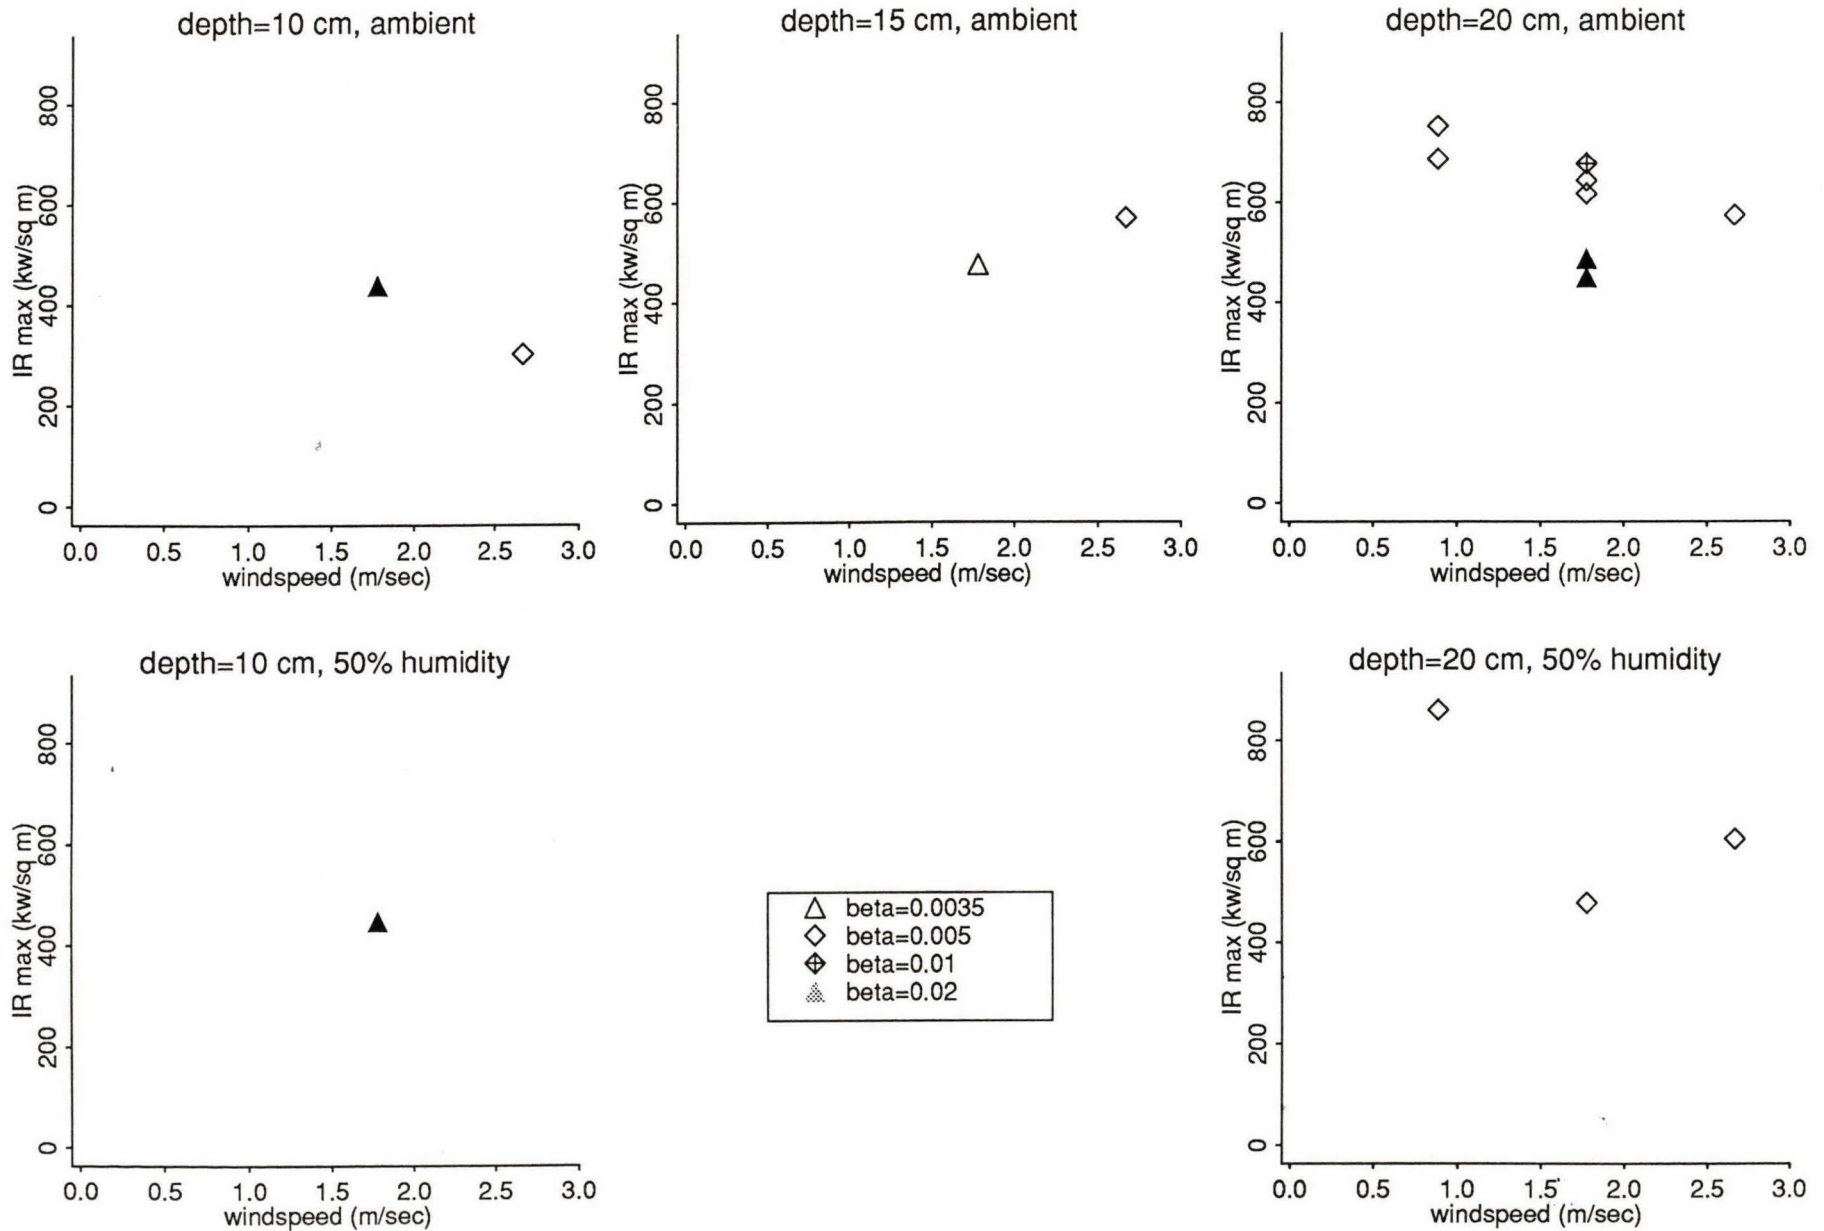 depth=10 cm, ambient
IR max (kw/sq m)
800
600
400
200
0
0.0 0.5 1.0 1.5 2.0 2.5 3.0
windspeed (m/sec)
depth=15 cm, ambient
IR max (kw/sq m)
800
600
400
200
0
0.0 0.5 1.0 1.5 2.0 2.5 3.0
windspeed (m/sec)
depth=20 cm, ambient
IR max (kw/sq m)
800
600
400
200
0
0.0 0.5 1.0 1.5 2.0 2.5 3.0
windspeed (m/sec)
depth=10 cm, 50% humidity
IR max (kw/sq m)
800
600
400
200
0
0.0 0.5 1.0 1.5 2.0 2.5 3.0
windspeed (m/sec)
beta=0.0035
beta=0.005
beta=0.01
beta=0.02
depth=20 cm, 50% humidity
IR max (kw/sq m)
800
600
400
200
0
0.0 0.5 1.0 1.5 2.0 2.5 3.0
windspeed (m/sec)